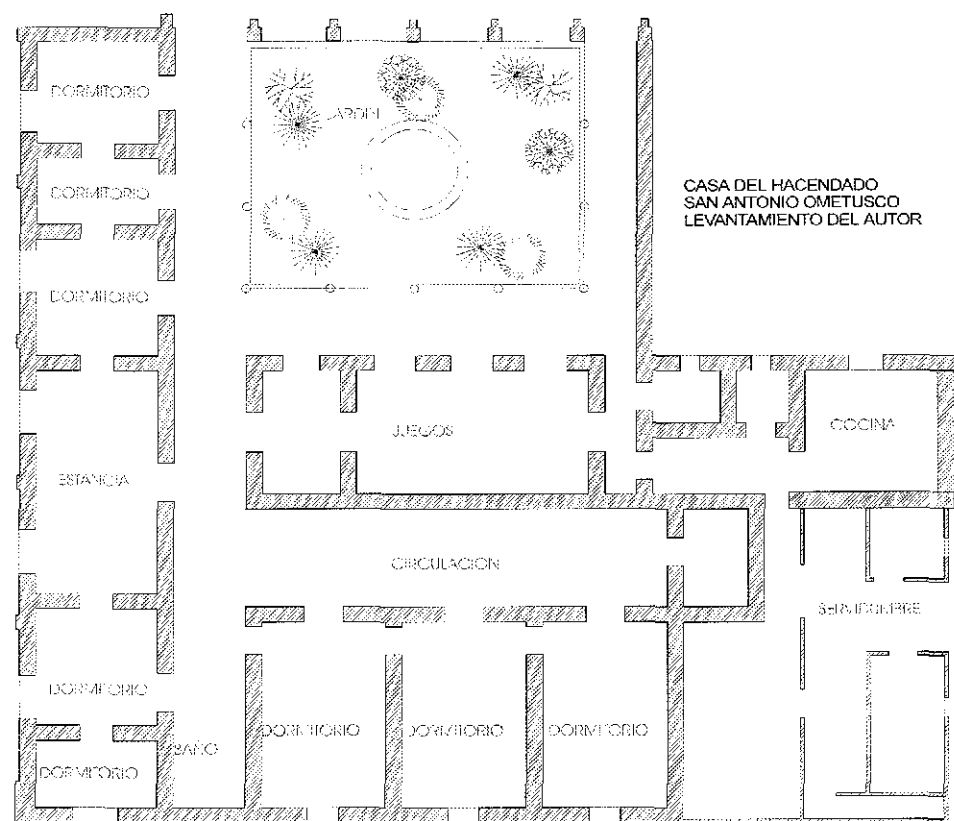 DORMITORIO
JARDIN
DORMITORIO
CASA DEL HACENDADO
SAN ANTONIO OMETUSCO
LEVANTAMIENTO DEL AUTOR
DORMITORIO
JUEGOS
COCINA
ESTANCIA
CIRCULACION
SERVIDUMBRE
DORMITORIO
DORMITORIO
DORMITORIO
DORMITORIO
BAÑO
DORMITORIO